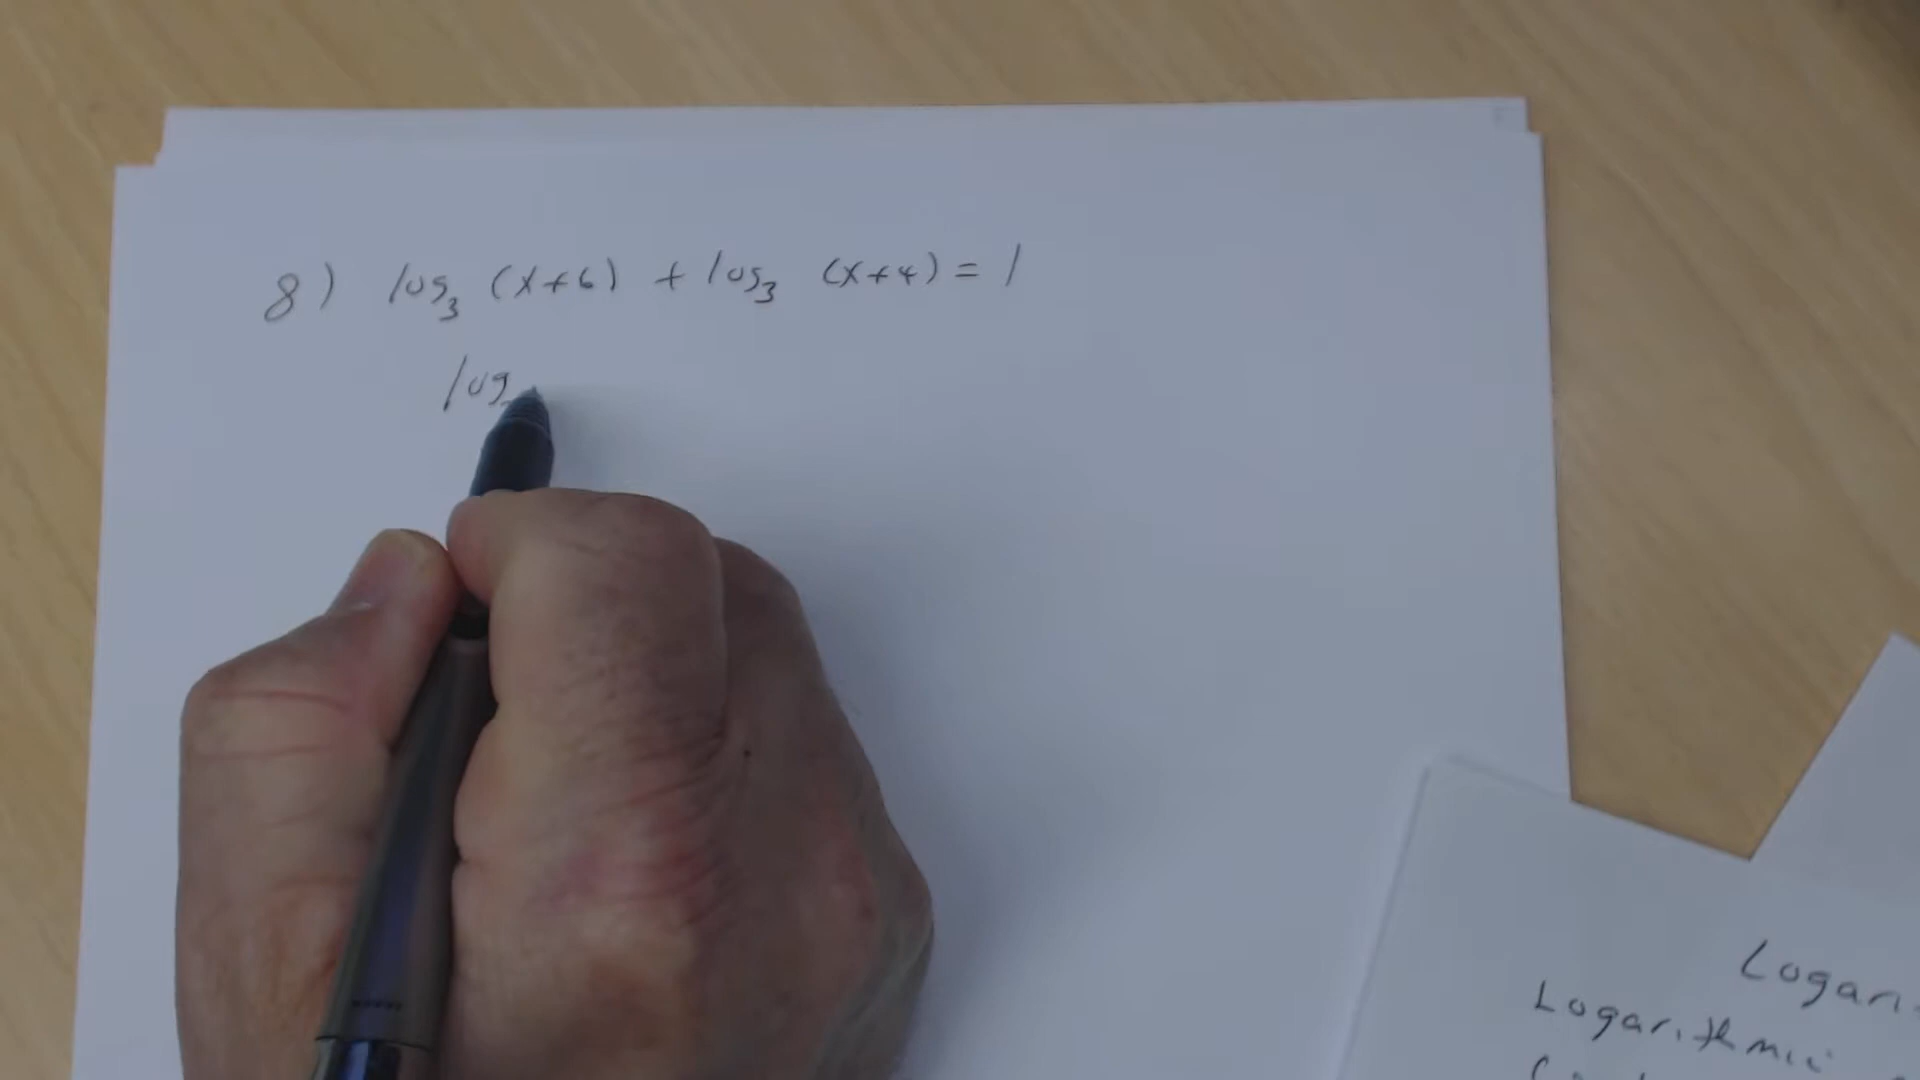 8) log₃ (x+6) + log₃ (x+4) = 1
log
Logari
Logarithmic